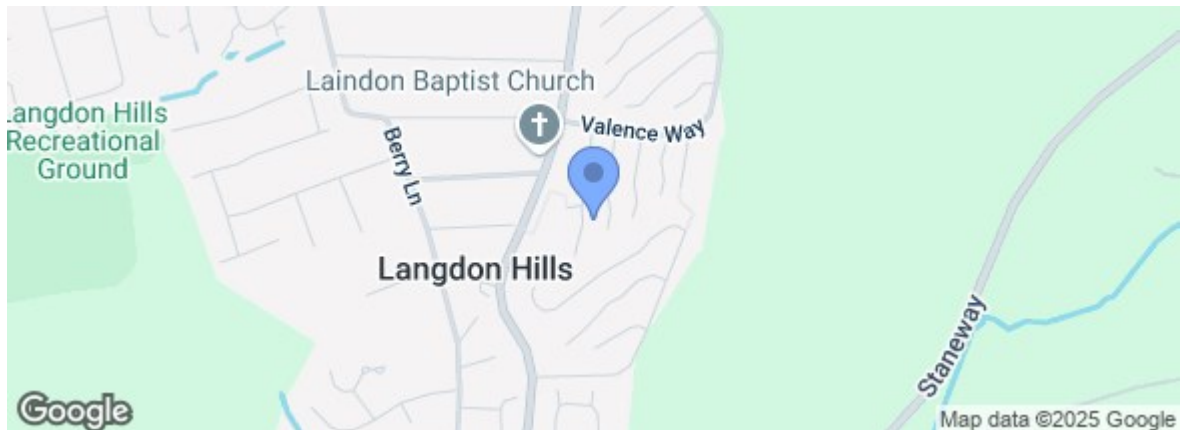 Laindon Baptist Church
Langdon Hills
Recreational
Ground
Valence Way
Berry Ln
Langdon Hills
Staneway
Google
Map data ©2025 Google